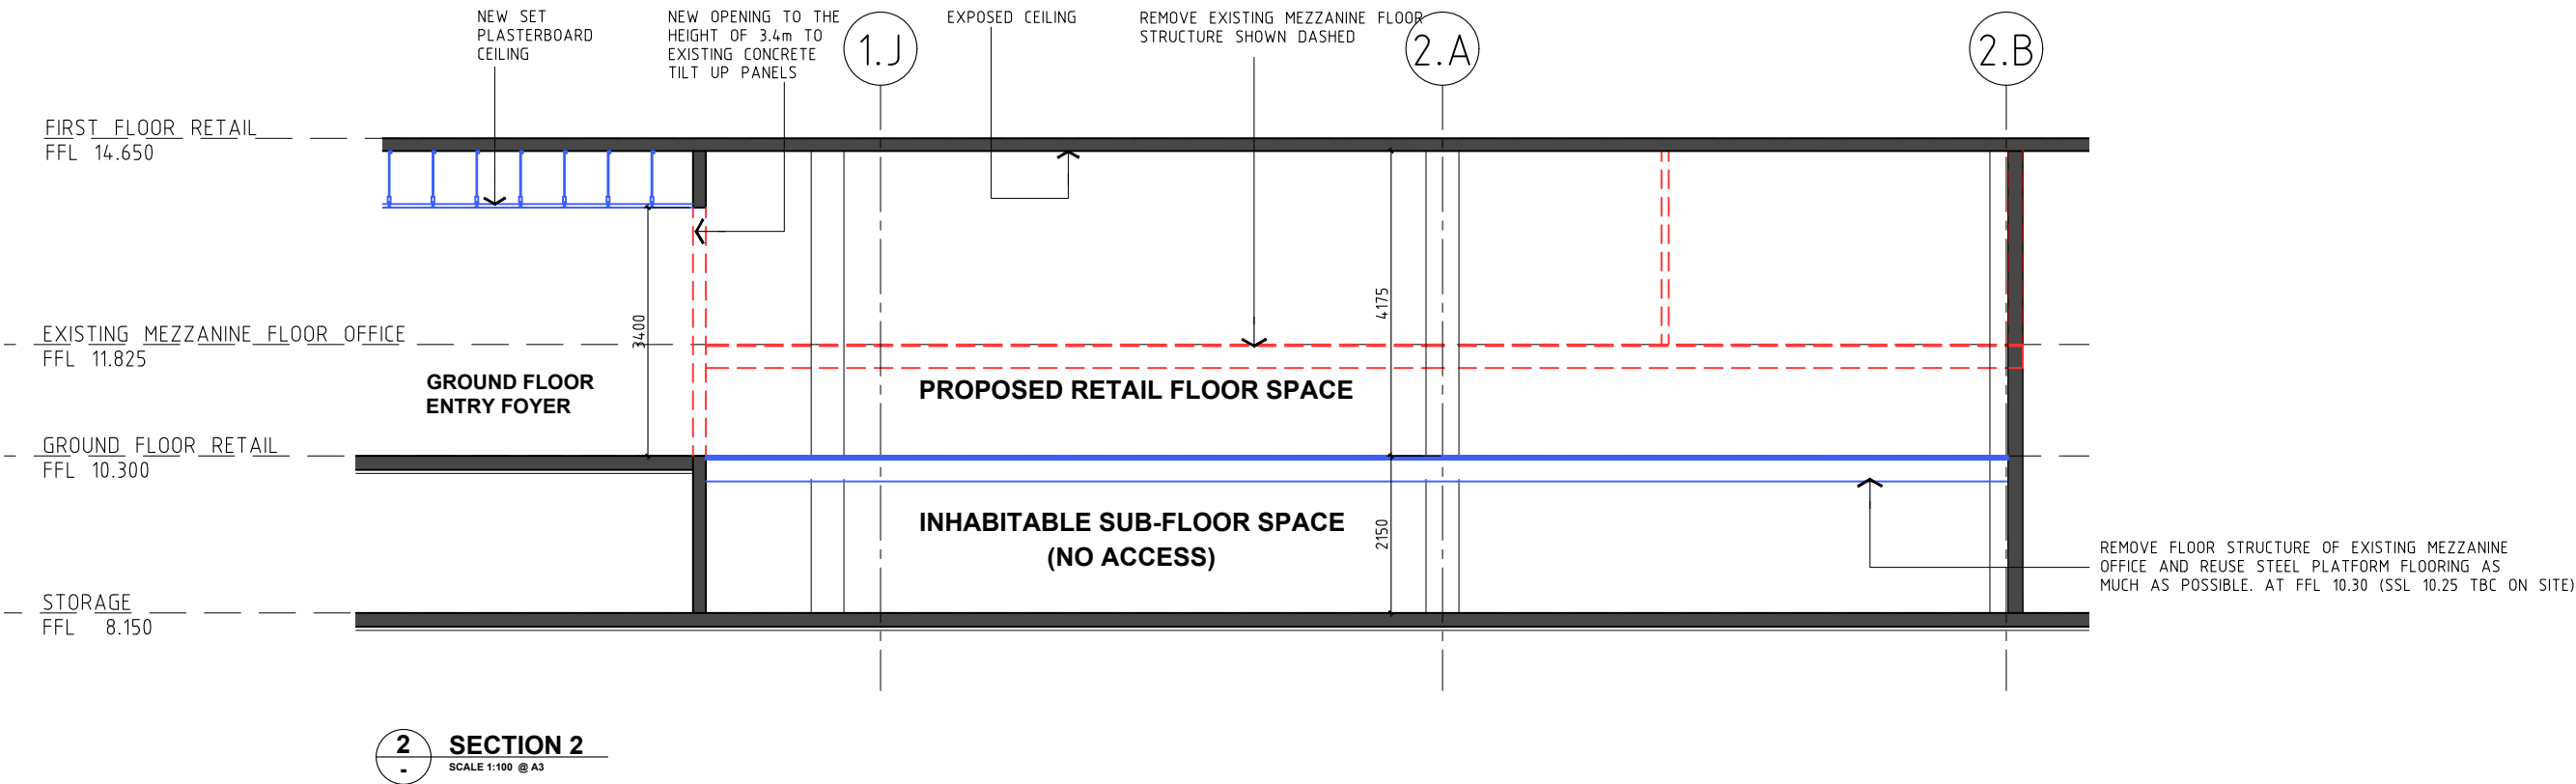 NEW SET
PLASTERBOARD
CEILING
NEW OPENING TO THE
HEIGHT OF 3.4m TO
EXISTING CONCRETE
TILT UP PANELS
1.J
EXPOSED CEILING
REMOVE EXISTING MEZZANINE FLOOR
STRUCTURE SHOWN DASHED
2.A
2.B
FIRST FLOOR RETAIL
FFL 14.650
EXISTING MEZZANINE FLOOR OFFICE
FFL 11.825
3400
4175
GROUND FLOOR
ENTRY FOYER
PROPOSED RETAIL FLOOR SPACE
GROUND FLOOR RETAIL
FFL 10.300
INHABITABLE SUB-FLOOR SPACE
(NO ACCESS)
2150
REMOVE FLOOR STRUCTURE OF EXISTING MEZZANINE
OFFICE AND REUSE STEEL PLATFORM FLOORING AS
MUCH AS POSSIBLE. AT FFL 10.30 (SSL 10.25 TBC ON SITE)
STORAGE
FFL 8.150
2
-
SECTION 2
SCALE 1:100 @ A3